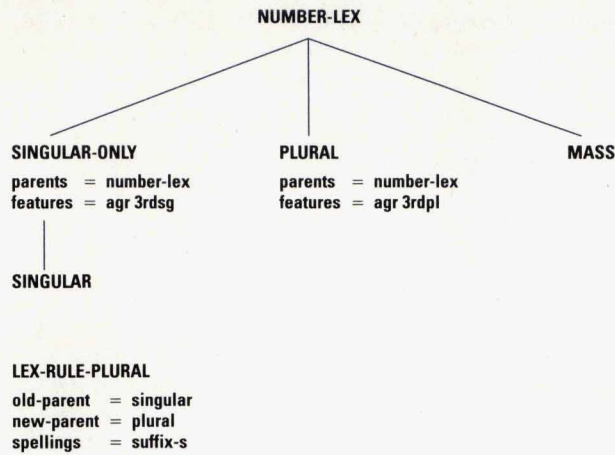 NUMBER-LEX
SINGULAR-ONLY
parents = number-lex
features = agr 3rdsg
PLURAL
parents = number-lex
features = agr 3rdpl
MASS
SINGULAR
LEX-RULE-PLURAL
old-parent = singular
new-parent = plural
spellings = suffix-s